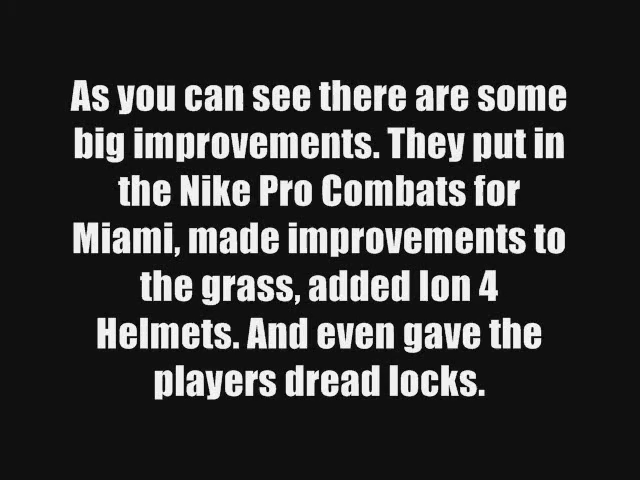 As you can see there are some
big improvements. They put in
the Nike Pro Combats for
Miami, made improvements to
the grass, added Ion 4
Helmets. And even gave the
players dread locks.